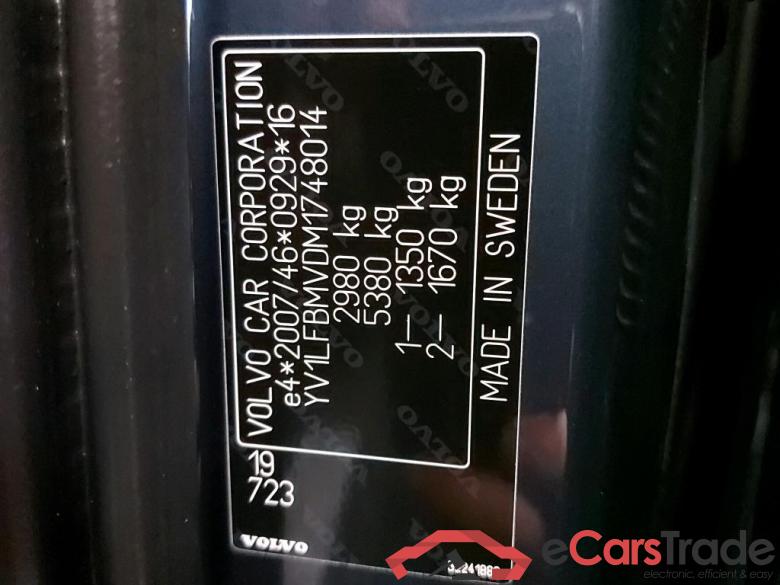 VOLVO CAR CORPORATION
e4*2007/46*0929*16
YV1LFBMVDM1748014
2980 kg
5380 kg
1— 1350 kg
2— 1670 kg
MADE IN SWEDEN
19
723
VOLVO
eCarsTrade
electronic, efficient & easy